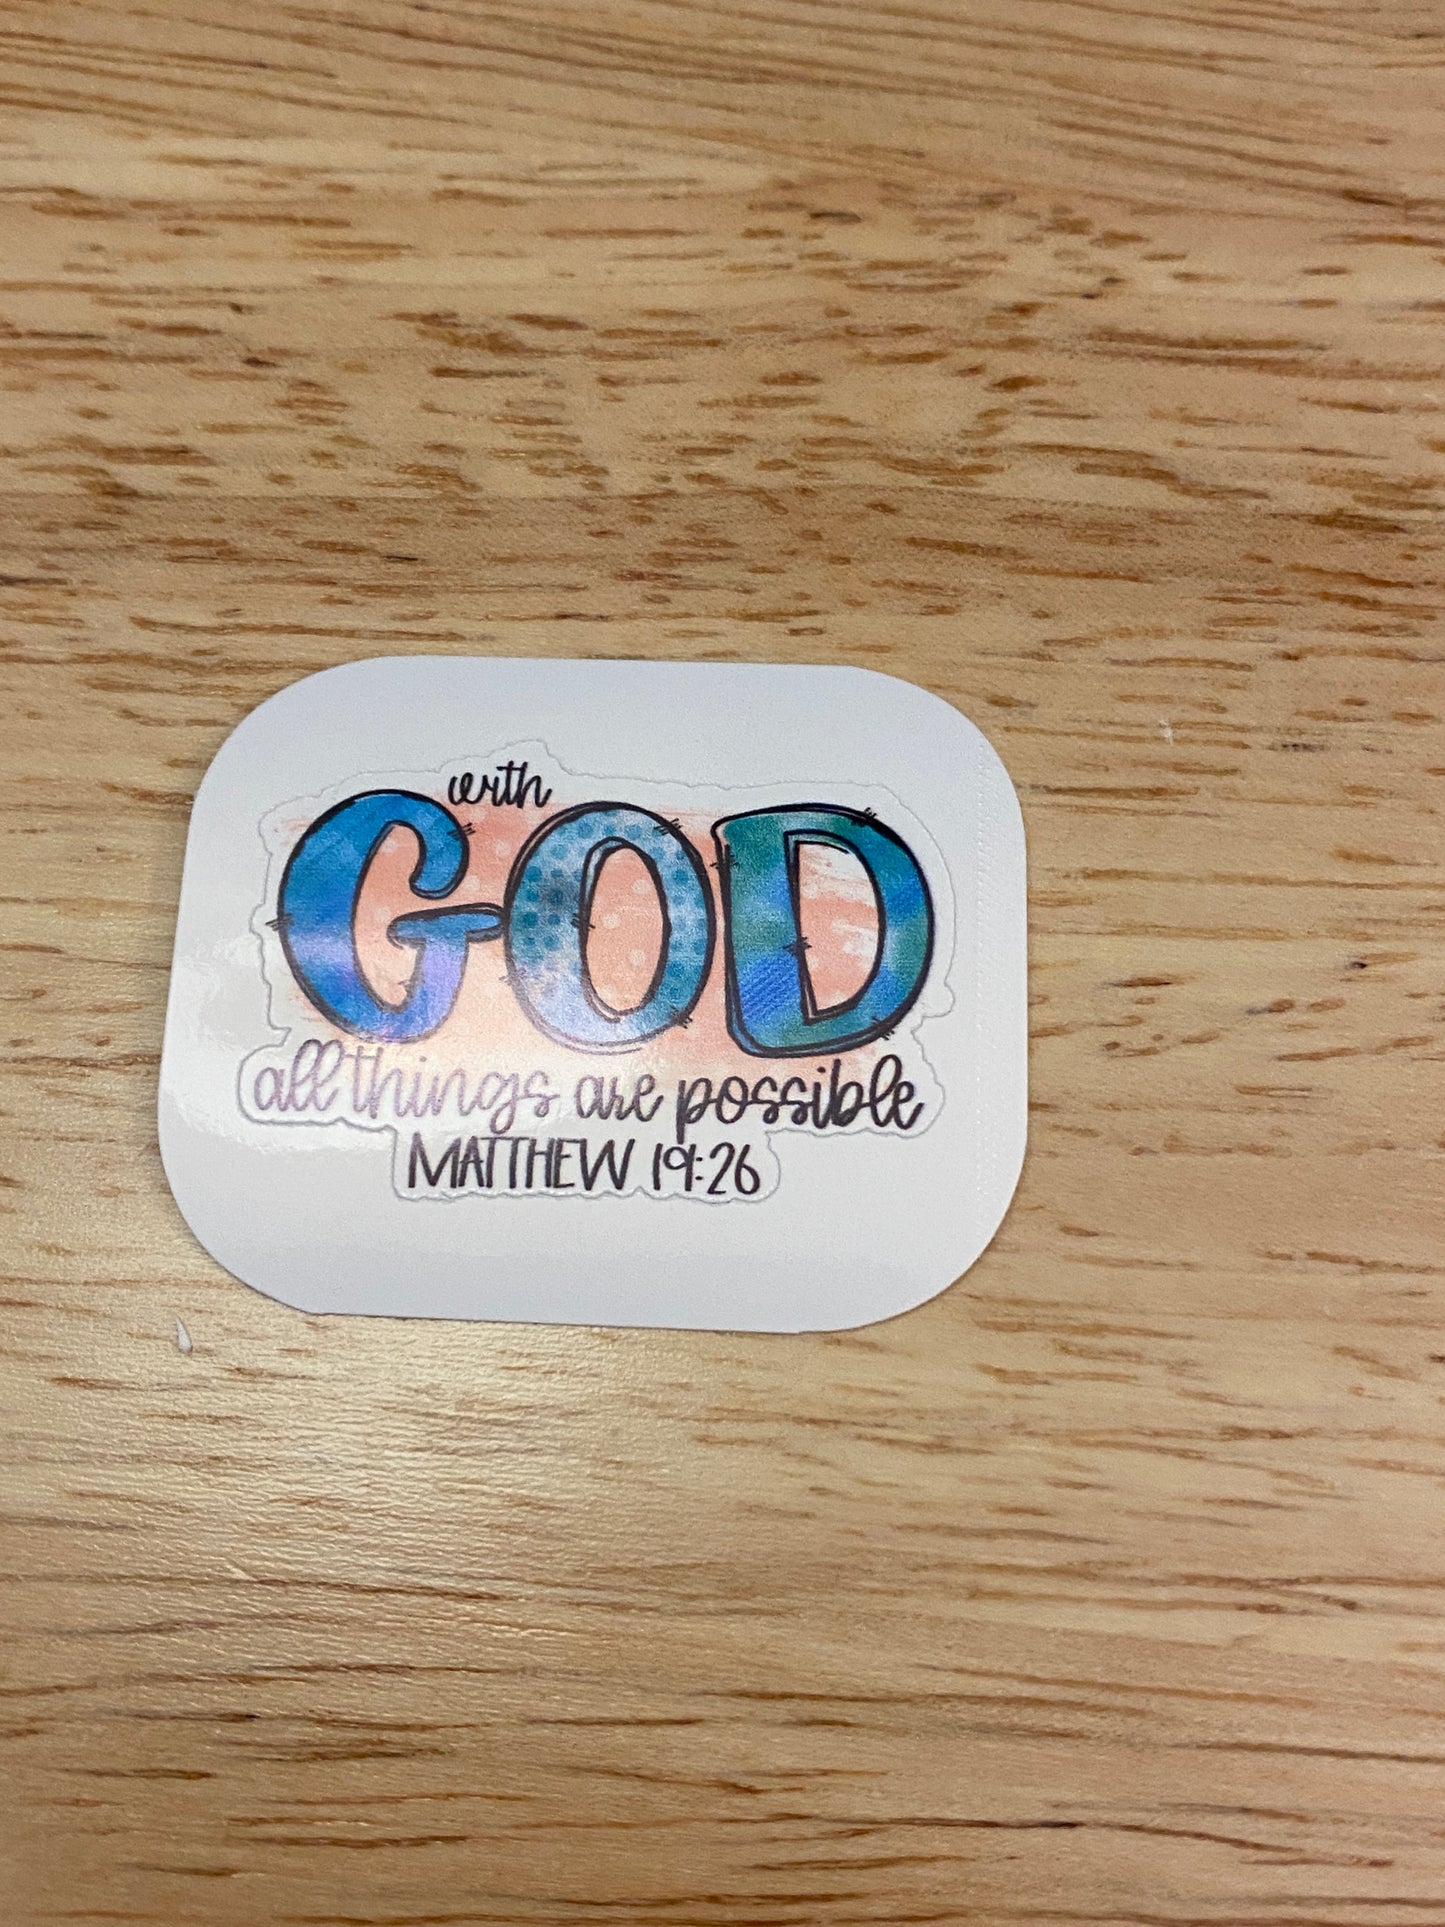 with
GOD
all things are possible
MATTHEW 19:26